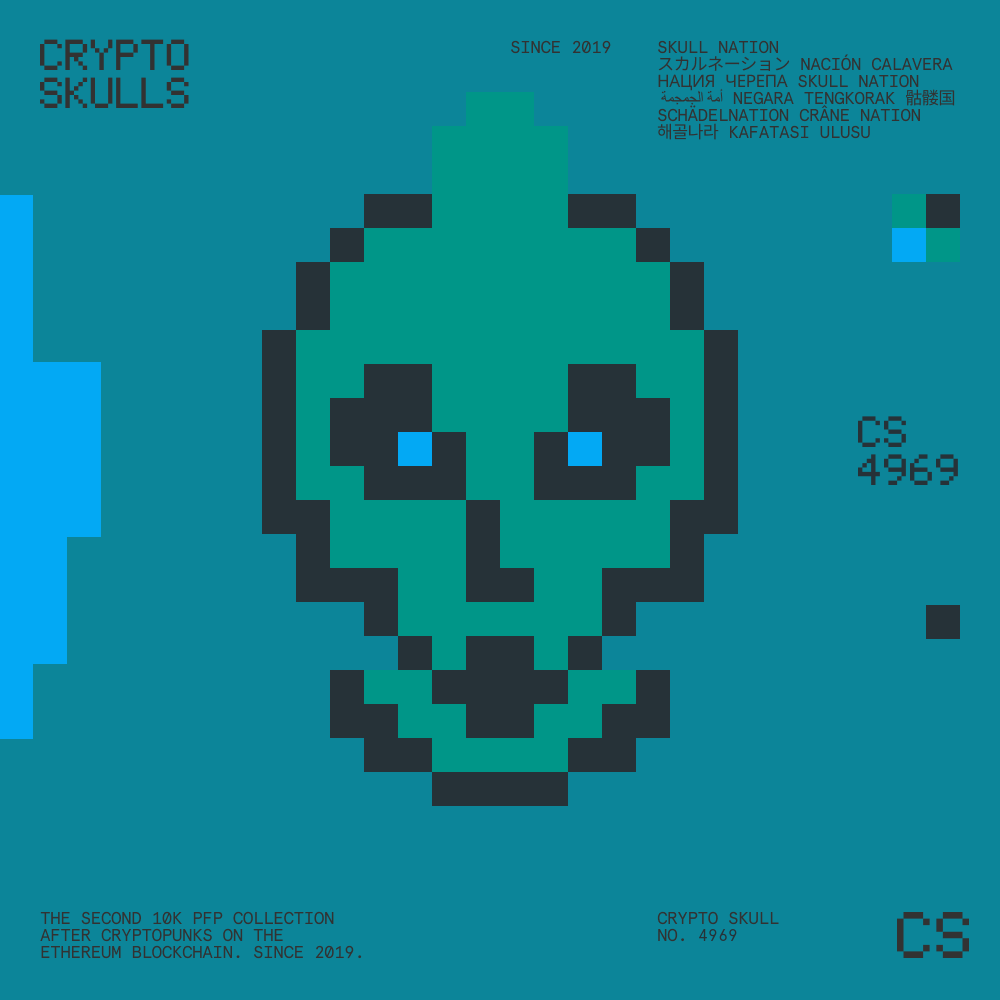 CRYPTO
SKULLS
SINCE 2019
SKULL NATION
スカルネーション NACIÓN CALAVERA
НАЦИЯ ЧЕРЕПА SKULL NATION
أمة الجمجمة NEGARA TENGKORAK 骷髅国
SCHÄDELNATION CRÂNE NATION
해골나라 KAFATASI ULUSU
CS
4969
THE SECOND 10K PFP COLLECTION
AFTER CRYPTOPUNKS ON THE
ETHEREUM BLOCKCHAIN. SINCE 2019.
CRYPTO SKULL
NO. 4969
CS